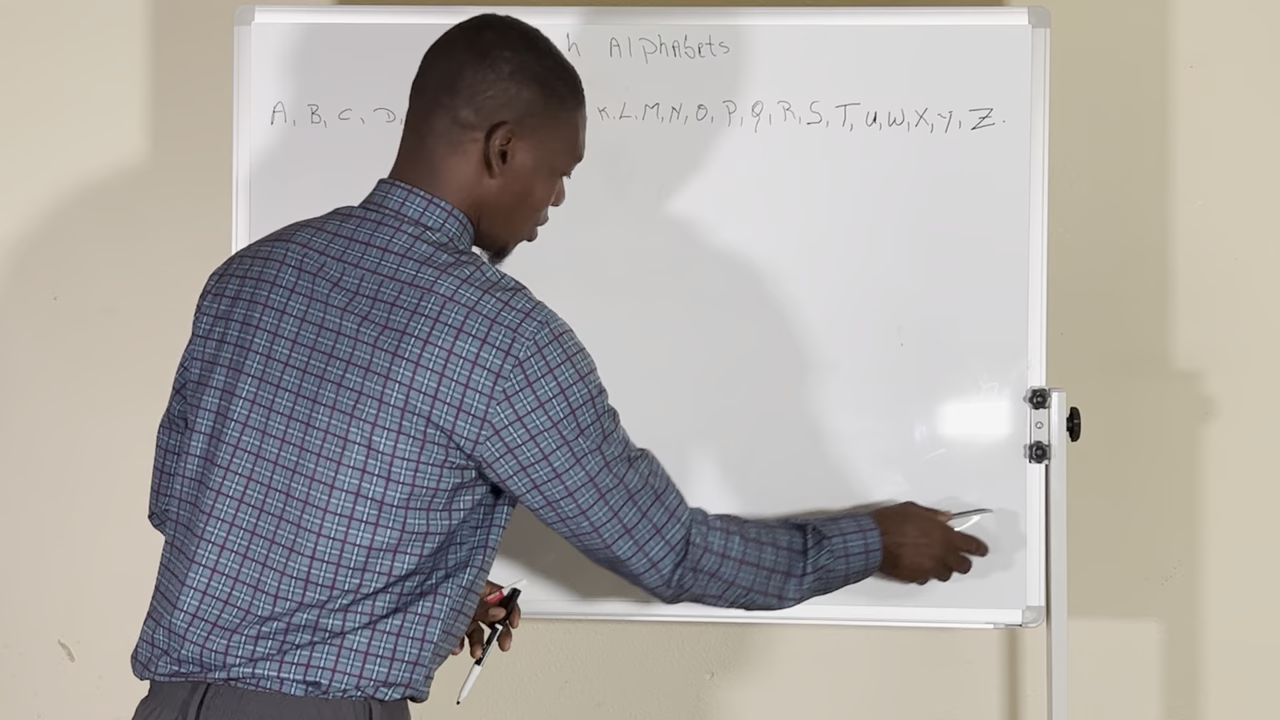 h Alphabets
A, B, C, D, K, L, M, N, O, P, Q, R, S, T, U, W, X, Y, Z.